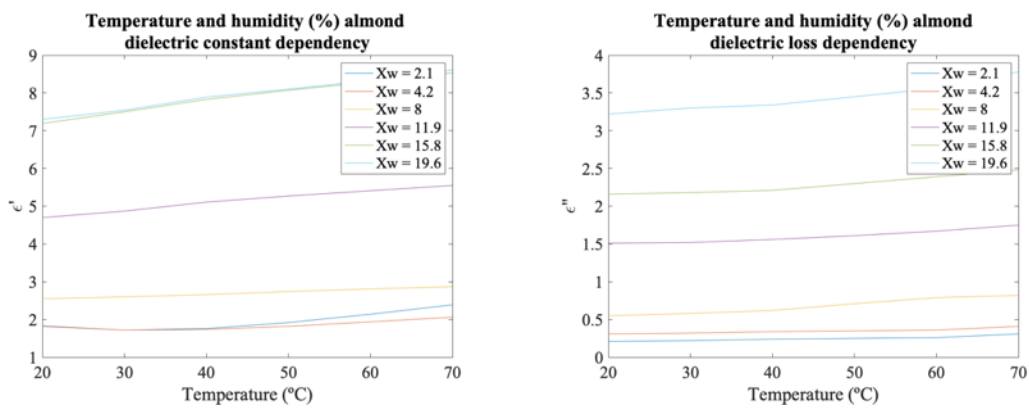 Temperature and humidity (%) almond
dielectric constant dependency
9
8
7
6
5
4
3
2
1
ϵ'
Xw = 2.1
Xw = 4.2
Xw = 8
Xw = 11.9
Xw = 15.8
Xw = 19.6
20 30 40 50 60 70
Temperature (ºC)
Temperature and humidity (%) almond
dielectric loss dependency
4
3.5
3
2.5
2
1.5
1
0.5
0
ϵ"
Xw = 2.1
Xw = 4.2
Xw = 8
Xw = 11.9
Xw = 15.8
Xw = 19.6
20 30 40 50 60 70
Temperature (ºC)